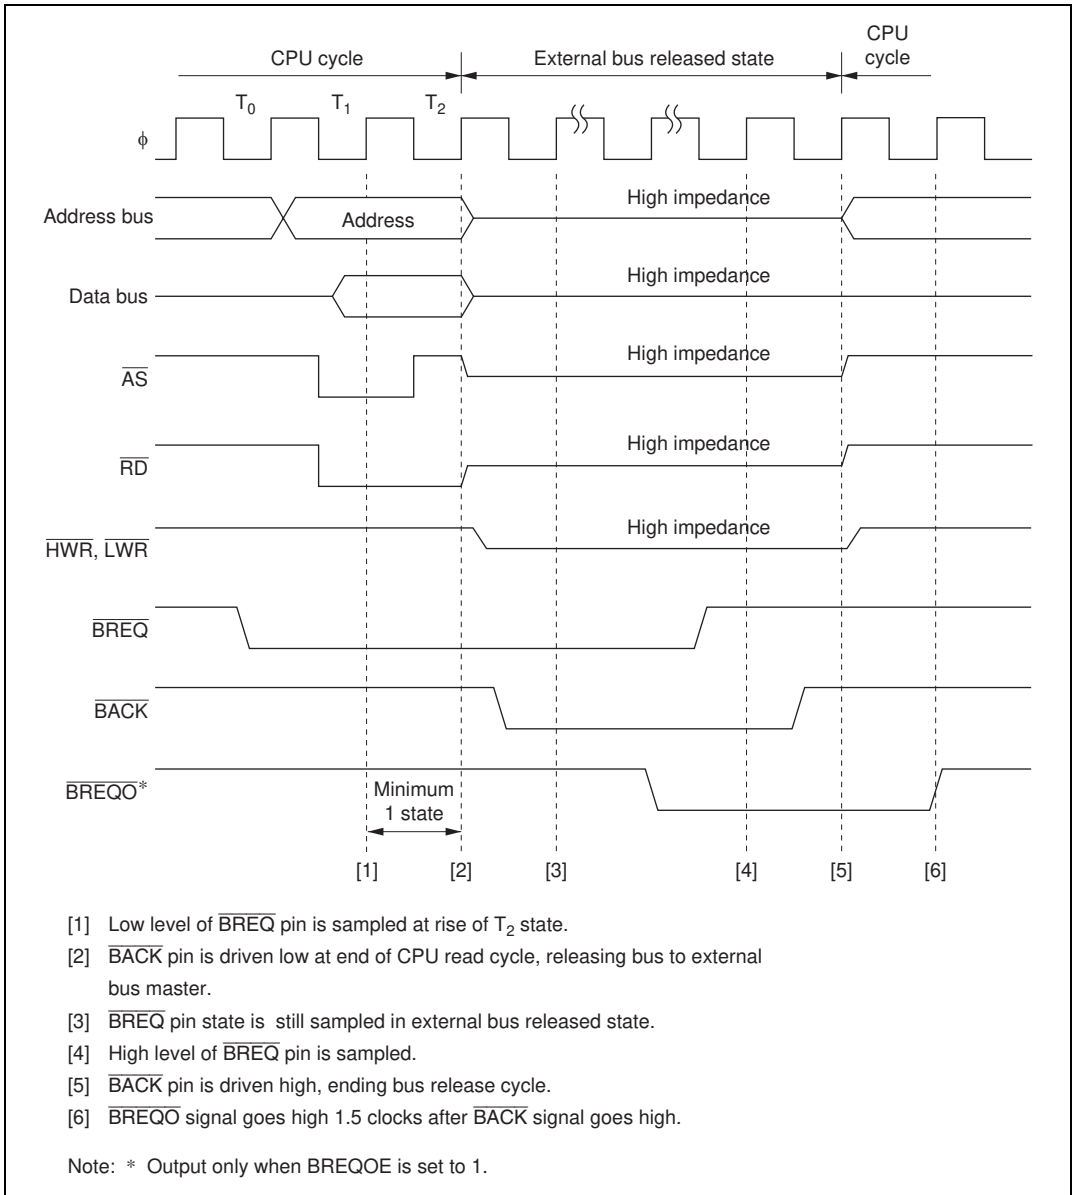 CPU cycle
External bus released state
CPU
cycle
T0
T1
T2
ϕ
High impedance
Address bus
Address
High impedance
Data bus
High impedance
AS
High impedance
RD
High impedance
HWR, LWR
BREQ
BACK
BREQO*
Minimum
1 state
[1]
[2]
[3]
[4]
[5]
[6]
[1] Low level of BREQ pin is sampled at rise of T2 state.
[2] BACK pin is driven low at end of CPU read cycle, releasing bus to external
bus master.
[3] BREQ pin state is still sampled in external bus released state.
[4] High level of BREQ pin is sampled.
[5] BACK pin is driven high, ending bus release cycle.
[6] BREQO signal goes high 1.5 clocks after BACK signal goes high.
Note: * Output only when BREQOE is set to 1.